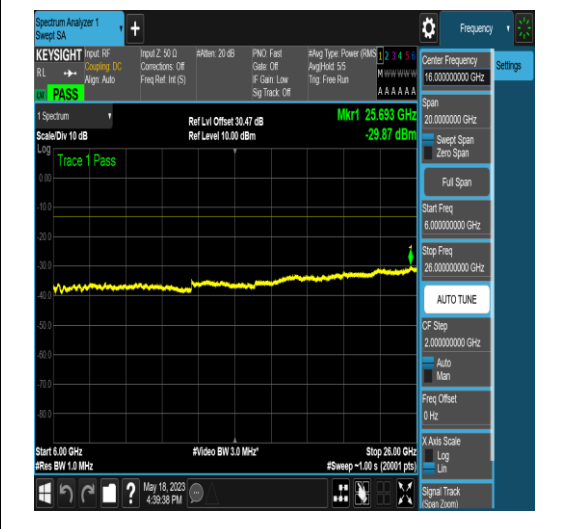 Spectrum Analyzer 1
Swept SA
+
Frequency
KEYSIGHT
RL
Input: RF
Coupling: DC
Align: Auto
Input Z: 50 Ω
Corrections: Off
Freq Ref: Int (S)
#Atten: 20 dB
PNO: Fast
Gate: Off
IF Gain: Low
Sig Track: Off
#Avg Type: Power (RMS
Avg|Hold: 5/5
Trig: Free Run
1 2 3 4 5 6
M W W W W W
A A A A A A
PASS
1 Spectrum
Scale/Div 10 dB
Ref Lvl Offset 30.47 dB
Ref Level 10.00 dBm
Mkr1 25.693 GHz
-29.87 dBm
Log
Trace 1 Pass
0.00
-10.0
-20.0
-30.0
-40.0
-50.0
-60.0
-70.0
-80.0
Start 6.00 GHz
#Res BW 1.0 MHz
#Video BW 3.0 MHz*
Stop 26.00 GHz
#Sweep ~1.00 s (20001 pts)
May 18, 2023
4:39:38 PM
?
Center Frequency
16.000000000 GHz
Settings
Span
20.0000000 GHz
Swept Span
Zero Span
Full Span
Start Freq
6.000000000 GHz
Stop Freq
26.000000000 GHz
AUTO TUNE
CF Step
2.000000000 GHz
Auto
Man
Freq Offset
0 Hz
X Axis Scale
Log
Lin
Signal Track
(Span Zoom)